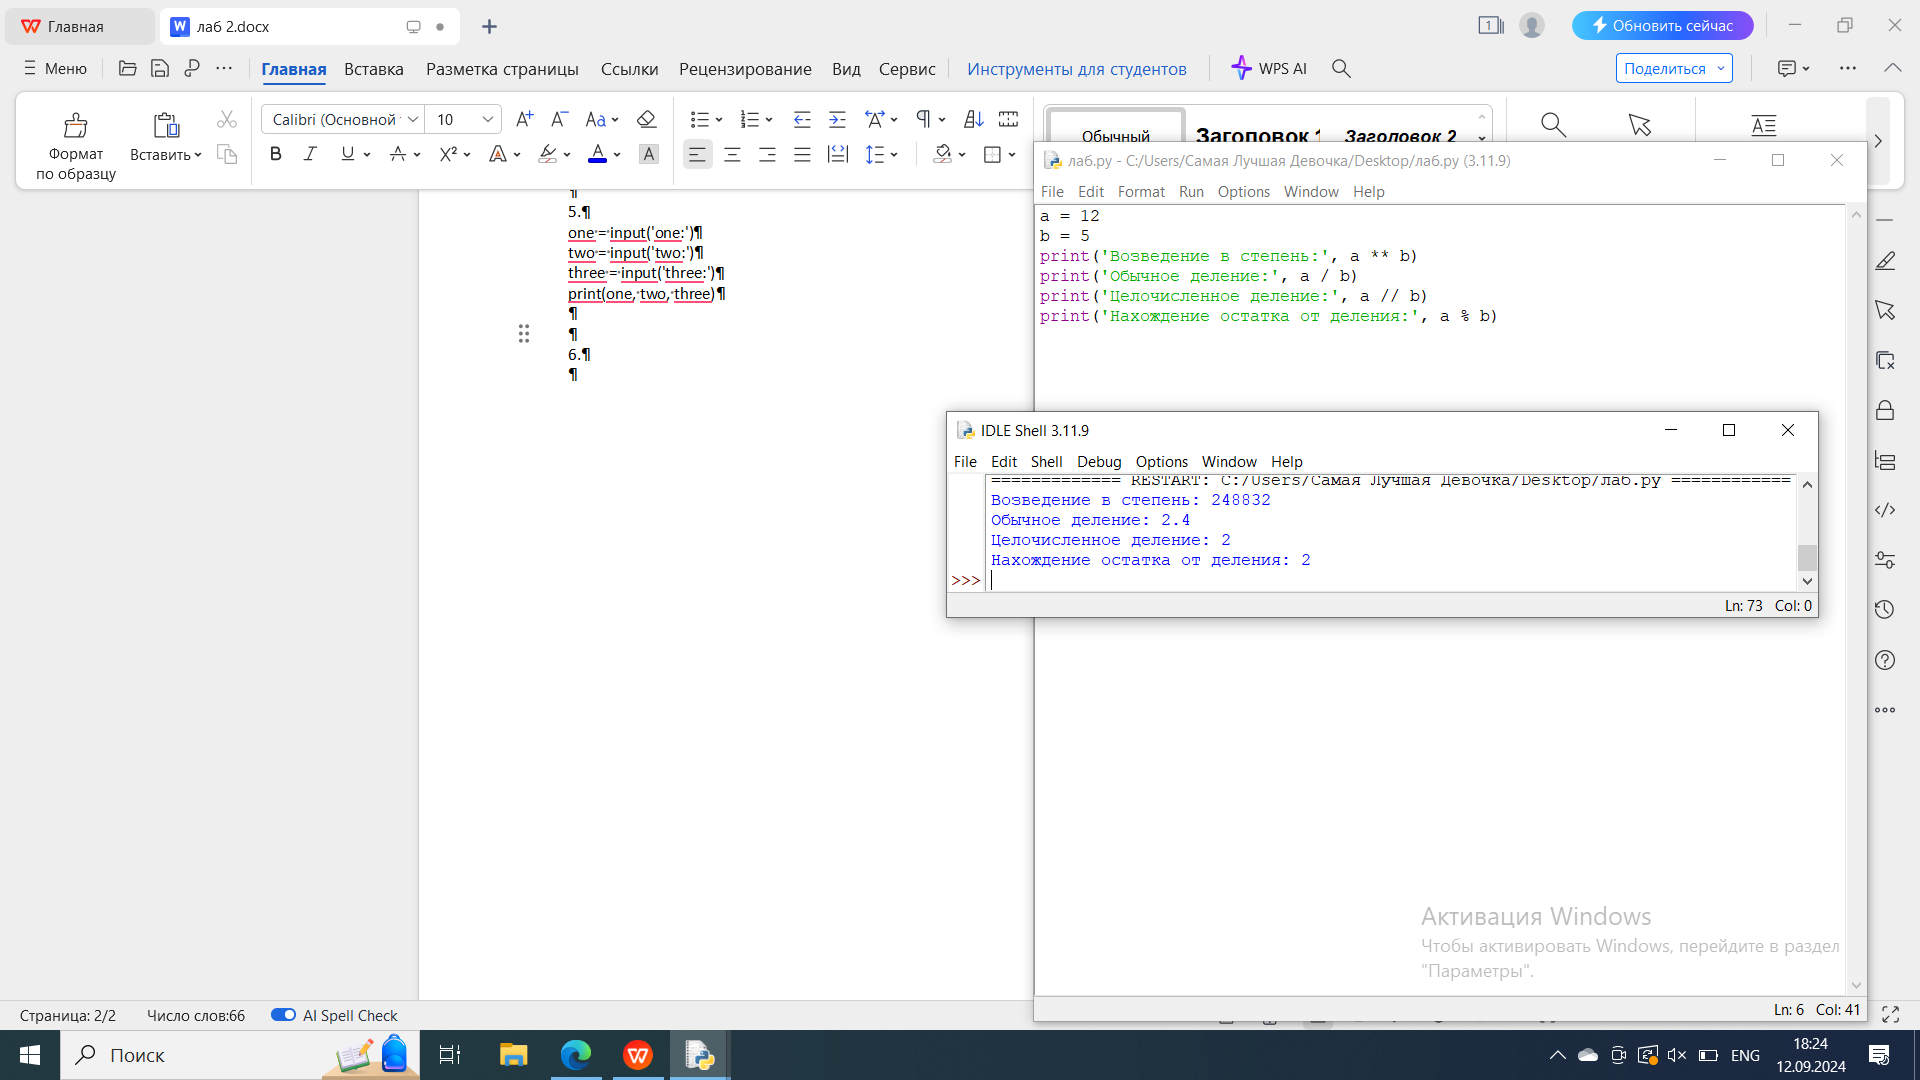 Главная
лаб 2.docx
1
Обновить сейчас
Меню
Главная
Вставка
Разметка страницы
Ссылки
Рецензирование
Вид
Сервис
Инструменты для студентов
WPS AI
Поделиться
Формат
по образцу
Вставить
Calibri (Основной
10
Обычный
Заголовок 1
Заголовок 2
5.¶
one = input('one:')¶
two = input('two:')¶
three = input('three:')¶
print(one, two, three)¶
¶
¶
6.¶
¶
лаб.py - C:/Users/Самая Лучшая Девочка/Desktop/лаб.py (3.11.9)
File Edit Format Run Options Window Help
a = 12
b = 5
print('Возведение в степень:', a ** b)
print('Обычное деление:', a / b)
print('Целочисленное деление:', a // b)
print('Нахождение остатка от деления:', a % b)
IDLE Shell 3.11.9
File Edit Shell Debug Options Window Help
============= RESTART: C:/Users/Самая Лучшая Девочка/Desktop/лаб.py ============
Возведение в степень: 248832
Обычное деление: 2.4
Целочисленное деление: 2
Нахождение остатка от деления: 2
>>>
Ln: 73 Col: 0
Активация Windows
Чтобы активировать Windows, перейдите в раздел
"Параметры".
Ln: 6 Col: 41
Страница: 2/2
Число слов:66
AI Spell Check
Поиск
ENG
18:24
12.09.2024